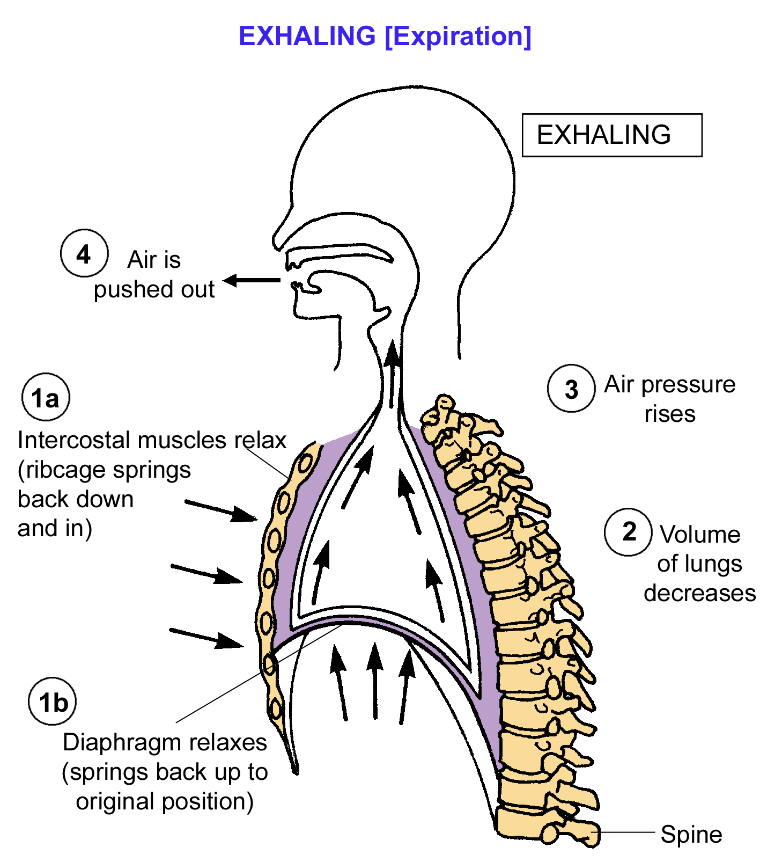 EXHALING [Expiration]
EXHALING
4
Air is
pushed out
1a
Intercostal muscles relax
(ribcage springs
back down
and in)
3
Air pressure
rises
2
Volume
of lungs
decreases
1b
Diaphragm relaxes
(springs back up to
original position)
Spine